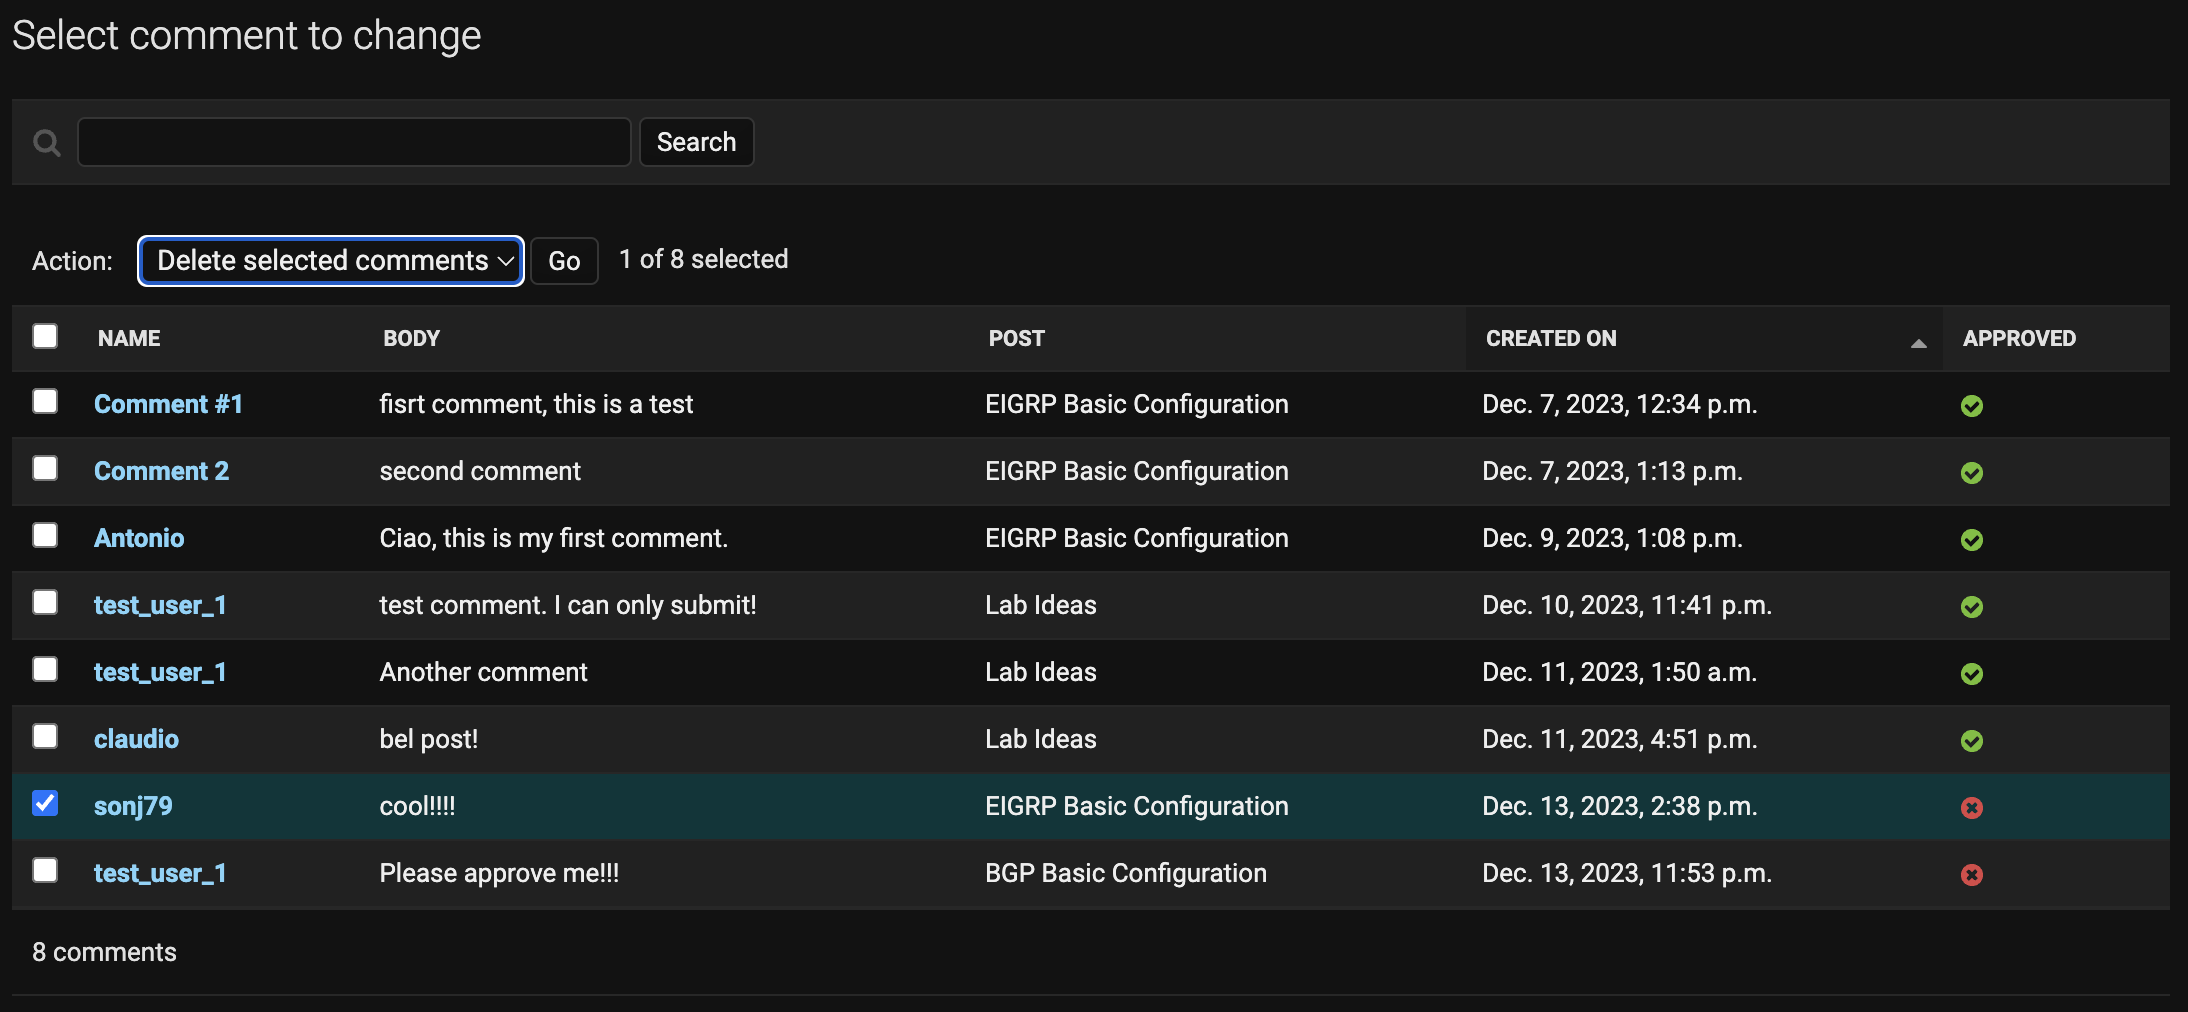 Select comment to change
Search
Action: Delete selected comments Go 1 of 8 selected
NAME BODY POST CREATED ON APPROVED
Comment #1 fisrt comment, this is a test EIGRP Basic Configuration Dec. 7, 2023, 12:34 p.m.
Comment 2 second comment EIGRP Basic Configuration Dec. 7, 2023, 1:13 p.m.
Antonio Ciao, this is my first comment. EIGRP Basic Configuration Dec. 9, 2023, 1:08 p.m.
test_user_1 test comment. I can only submit! Lab Ideas Dec. 10, 2023, 11:41 p.m.
test_user_1 Another comment Lab Ideas Dec. 11, 2023, 1:50 a.m.
claudio bel post! Lab Ideas Dec. 11, 2023, 4:51 p.m.
sonj79 cool!!!! EIGRP Basic Configuration Dec. 13, 2023, 2:38 p.m.
test_user_1 Please approve me!!! BGP Basic Configuration Dec. 13, 2023, 11:53 p.m.
8 comments